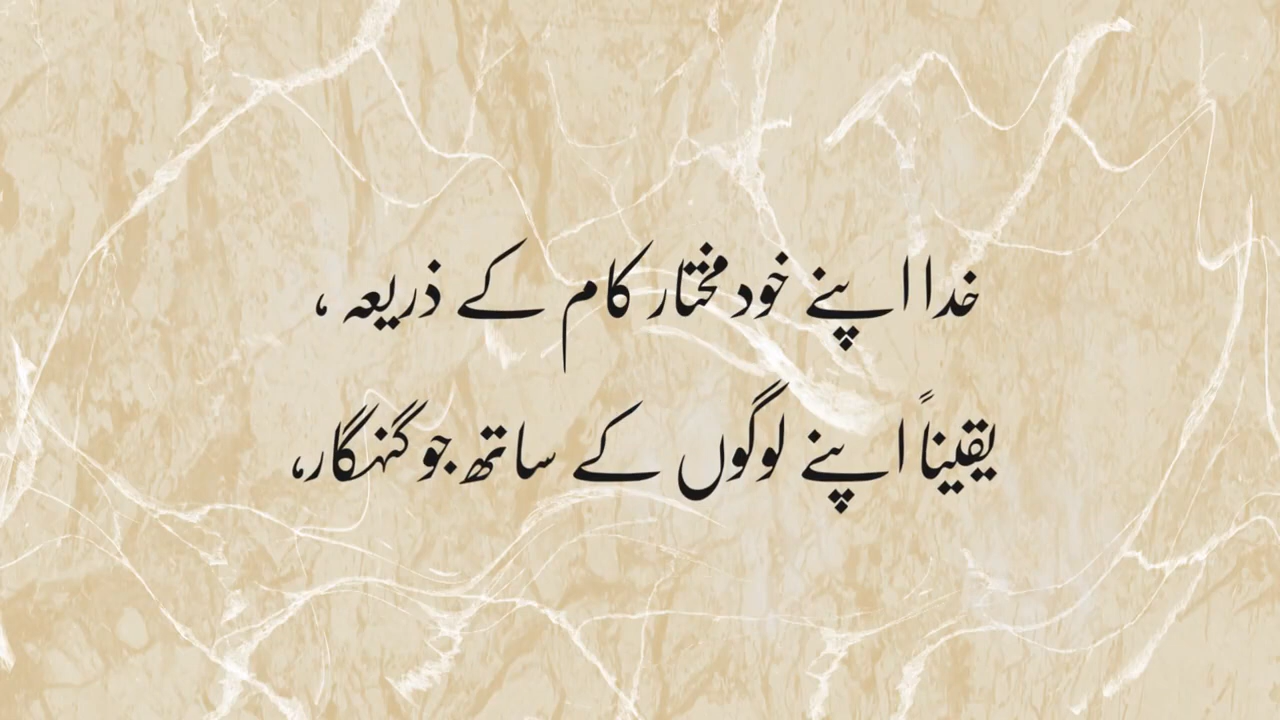 خدا اپنے خود مختار کام کے ذریعہ ،
یقیناً اپنے لوگوں کے ساتھ جو گنہگار،